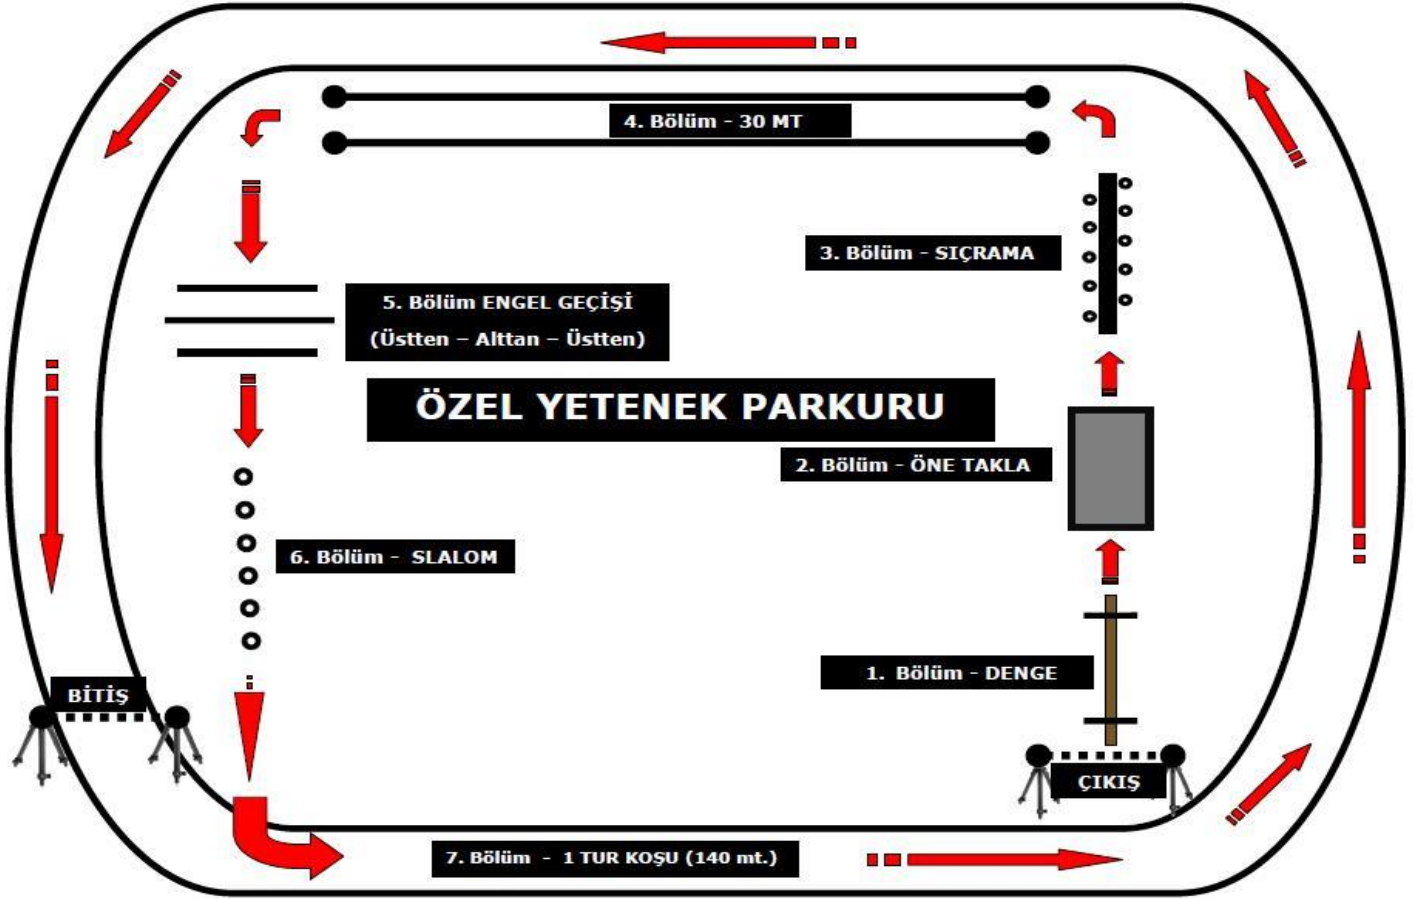 4. Bölüm - 30 MT
3. Bölüm - SIÇRAMA
5. Bölüm ENGEL GEÇİŞİ
(Üstten – Alttan – Üstten)
ÖZEL YETENEK PARKURU
2. Bölüm - ÖNE TAKLA
6. Bölüm - SLALOM
1. Bölüm - DENGE
BİTİŞ
ÇIKIŞ
7. Bölüm - 1 TUR KOŞU (140 mt.)